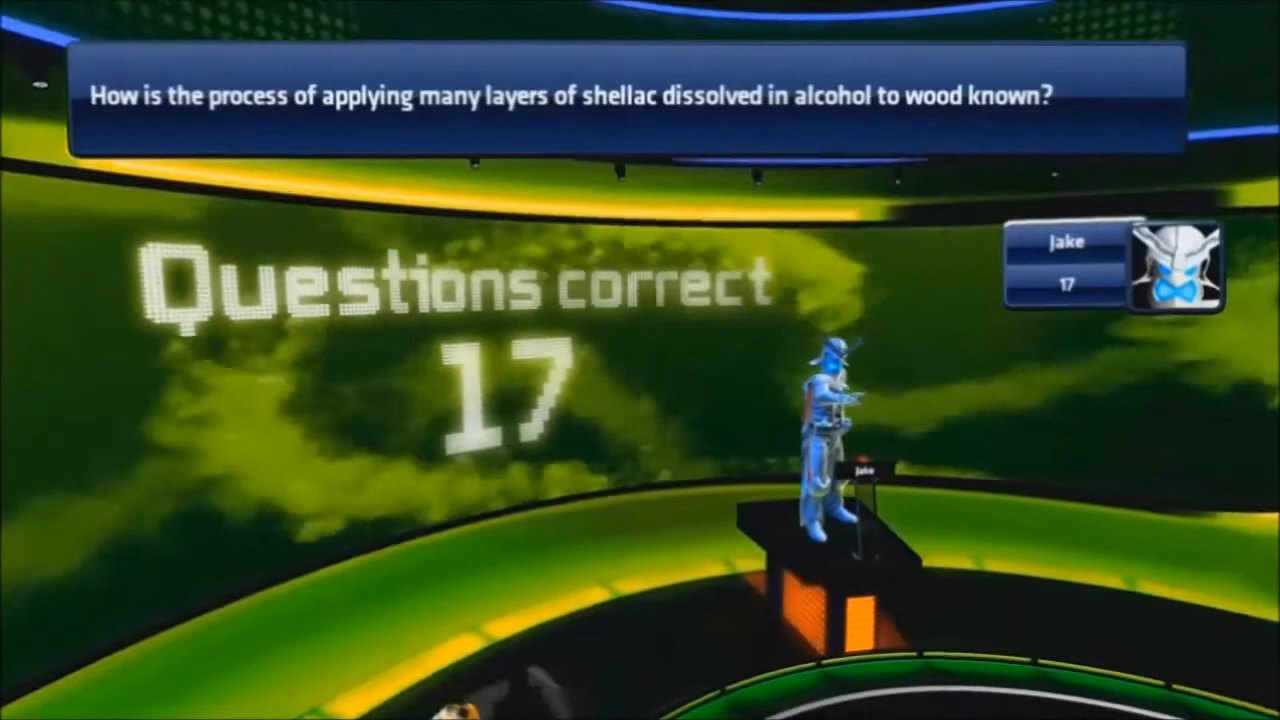 How is the process of applying many layers of shellac dissolved in alcohol to wood known?
Questions correct
17
Jake
17
Jake